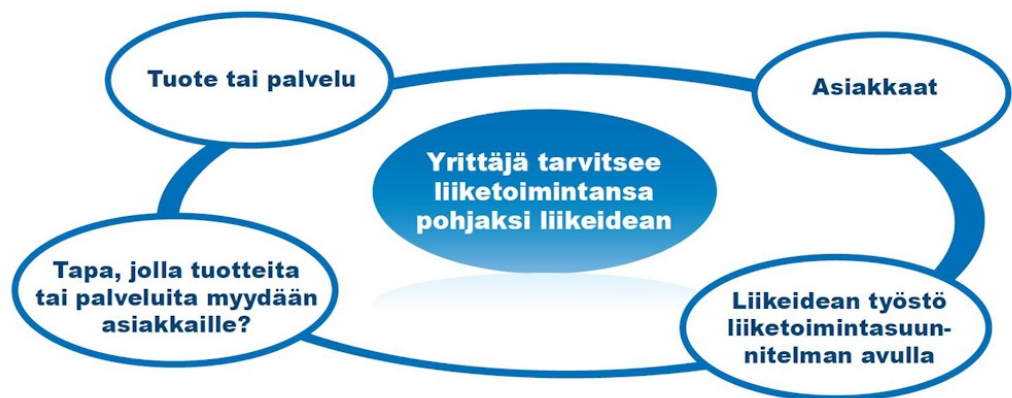 Tuote tai palvelu
Asiakkaat
Yrittäjä tarvitsee
liiketoimintansa
pohjaksi liikeidean
Tapa, jolla tuotteita
tai palveluita myydään
asiakkaille?
Liikeidean työstö
liiketoimintasuun-
nitelman avulla